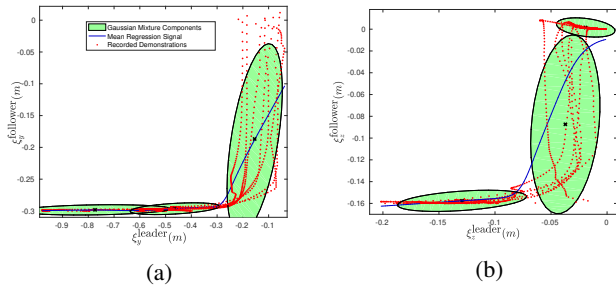 Gaussian Mixture Components
Mean Regression Signal
Recorded Demonstrations
0
-0.05
-0.1
-0.15
-0.2
-0.25
-0.3
ξ_y^follower(m)
-0.9 -0.8 -0.7 -0.6 -0.5 -0.4 -0.3 -0.2 -0.1
ξ_y^leader(m)
(a)
0
-0.02
-0.04
-0.06
-0.08
-0.1
-0.12
-0.14
-0.16
ξ_z^follower(m)
-0.2 -0.15 -0.1 -0.05 0
ξ_z^leader(m)
(b)